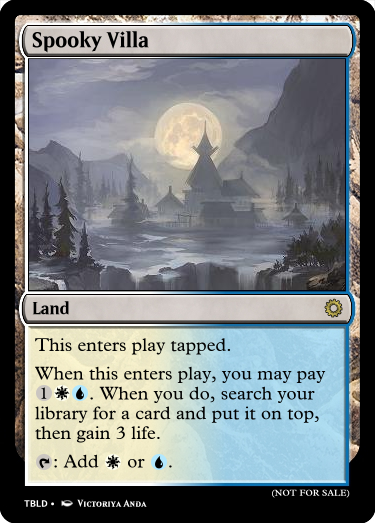 Spooky Villa
Land
This enters play tapped.
When this enters play, you may pay
1 . When you do, search your
library for a card and put it on top,
then gain 3 life.
: Add or .
(NOT FOR SALE)
TBLD • Victoriya Anda